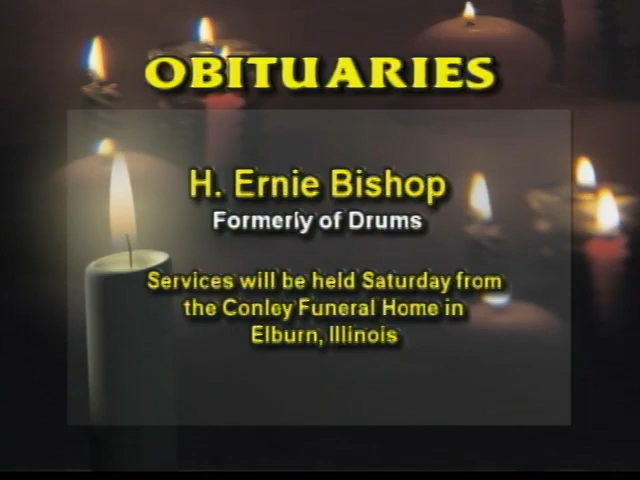 OBITUARIES
H. Ernie Bishop
Formerly of Drums
Services will be held Saturday from
the Conley Funeral Home in
Elburn, Illinois